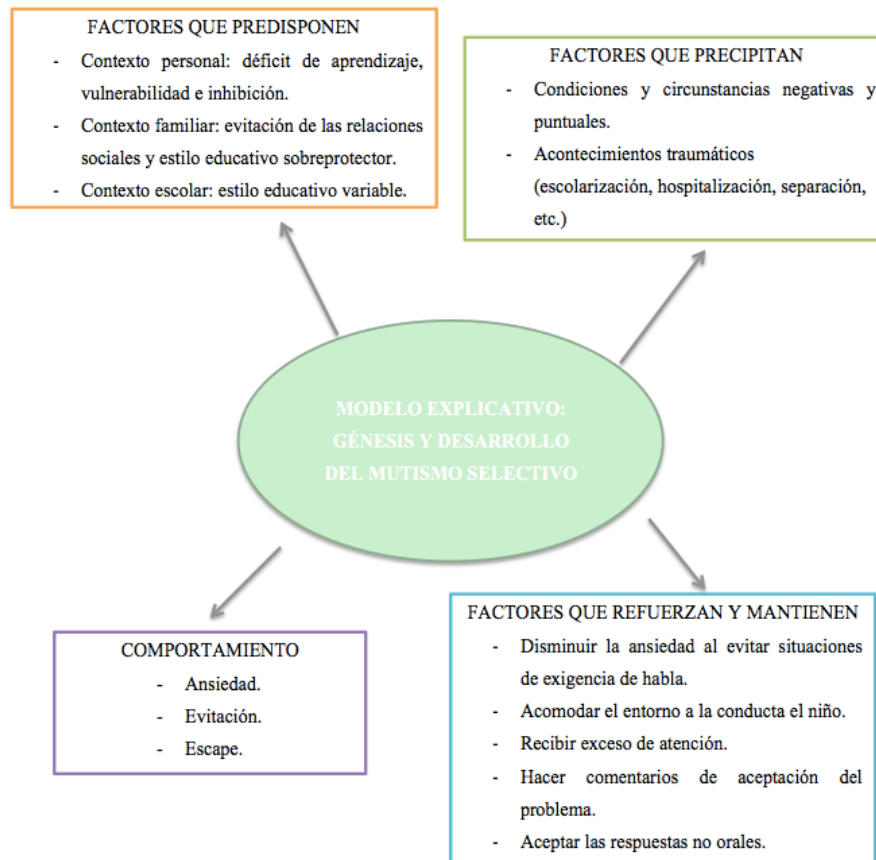 FACTORES QUE PREDISPONEN
- Contexto personal: déficit de aprendizaje,
vulnerabilidad e inhibición.
- Contexto familiar: evitación de las relaciones
sociales y estilo educativo sobreprotector.
- Contexto escolar: estilo educativo variable.
FACTORES QUE PRECIPITAN
- Condiciones y circunstancias negativas y
puntuales.
- Acontecimientos traumáticos
(escolarización, hospitalización, separación,
etc.)
MODELO EXPLICATIVO:
GÉNESIS Y DESARROLLO
DEL MUTISMO SELECTIVO
COMPORTAMIENTO
- Ansiedad.
- Evitación.
- Escape.
FACTORES QUE REFUERZAN Y MANTIENEN
- Disminuir la ansiedad al evitar situaciones
de exigencia de habla.
- Acomodar el entorno a la conducta el niño.
- Recibir exceso de atención.
- Hacer comentarios de aceptación del
problema.
- Aceptar las respuestas no orales.